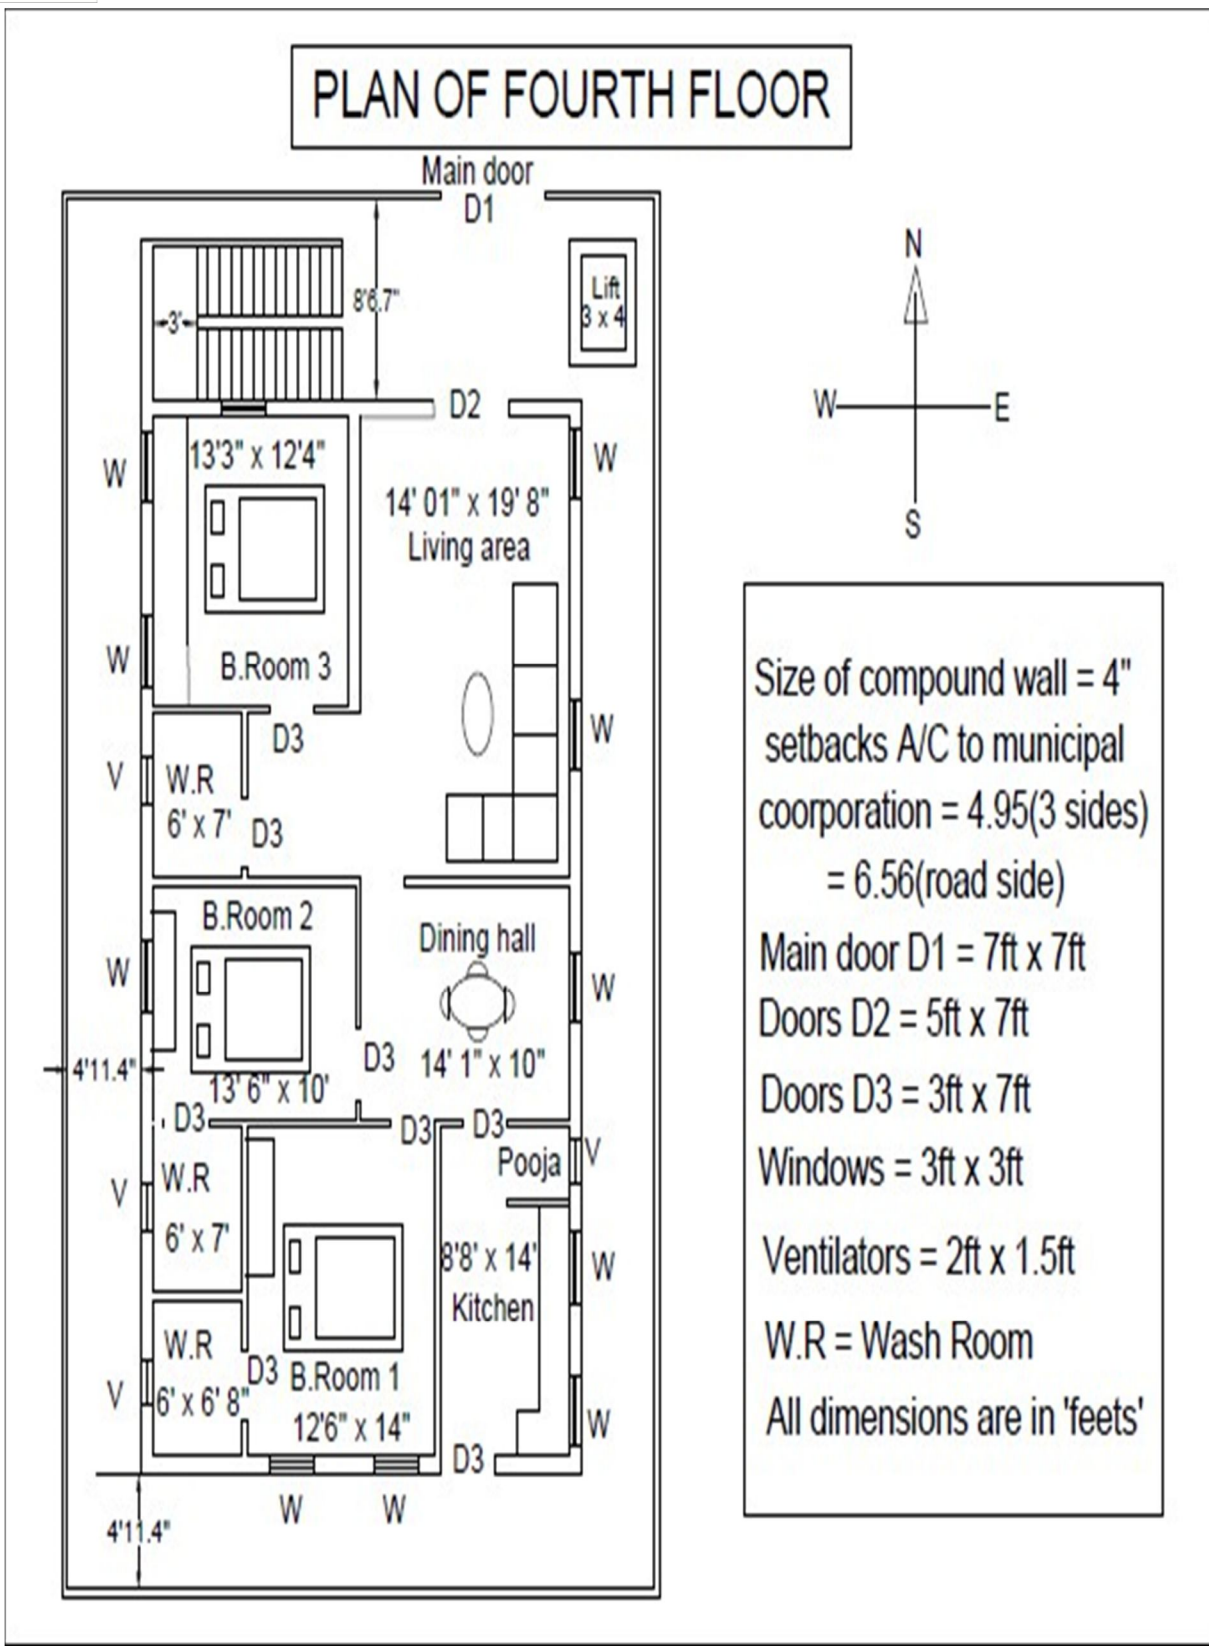 PLAN OF FOURTH FLOOR
Main door
D1
N
Lift
3 x 4
8'6.7"
3'
W
E
D2
S
W
13'3" x 12'4"
W
14' 01" x 19' 8"
Living area
W
B.Room 3
W
D3
V
W.R
6' x 7'
D3
B.Room 2
Dining hall
W
W
4'11.4"
D3
14' 1" x 10"
13' 6" x 10'
D3
D3
D3
Pooja
V
V
W.R
6' x 7'
8'8' x 14'
W
Kitchen
W.R
D3
B.Room 1
V
6' x 6' 8"
12'6" x 14"
W
D3
W
W
4'11.4"
Size of compound wall = 4"
setbacks A/C to municipal
coorporation = 4.95(3 sides)
= 6.56(road side)
Main door D1 = 7ft x 7ft
Doors D2 = 5ft x 7ft
Doors D3 = 3ft x 7ft
Windows = 3ft x 3ft
Ventilators = 2ft x 1.5ft
W.R = Wash Room
All dimensions are in 'feets'